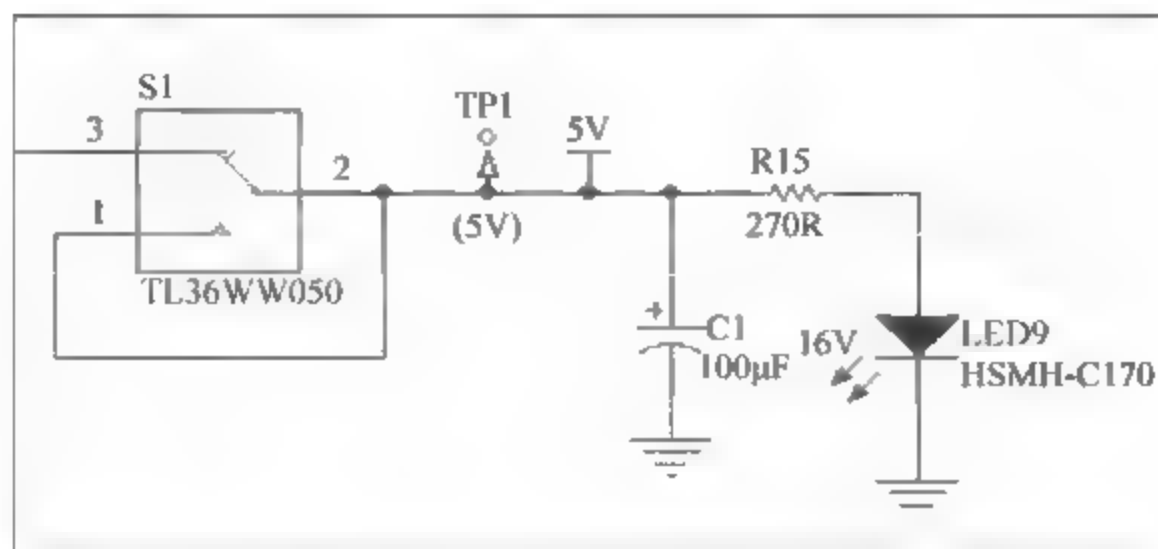 S1
3
2
1
TL36WW050
TP1
(5V)
5V
R15
270R
C1
100μF
16V
LED9
HSMH-C170